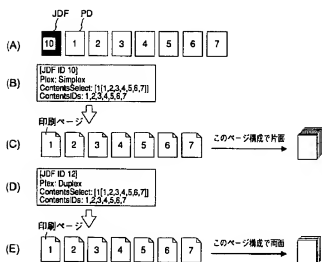 JDF PD
(A) 10 1 2 3 4 5 6 7
(B) [JDF ID 10]
Plex: Simplex
ContentsSelect: [1[1,2,3,4,5,6,7]]
ContentsIDs: 1,2,3,4,5,6,7
印刷ページ
(C) 1 2 3 4 5 6 7 このページ構成で片面
(D) [JDF ID 12]
Plex: Duplex
ContentsSelect: [1[1,2,3,4,5,6,7]]
ContentsIDs: 1,2,3,4,5,6,7
印刷ページ
(E) 1 2 3 4 5 6 7 このページ構成で両面